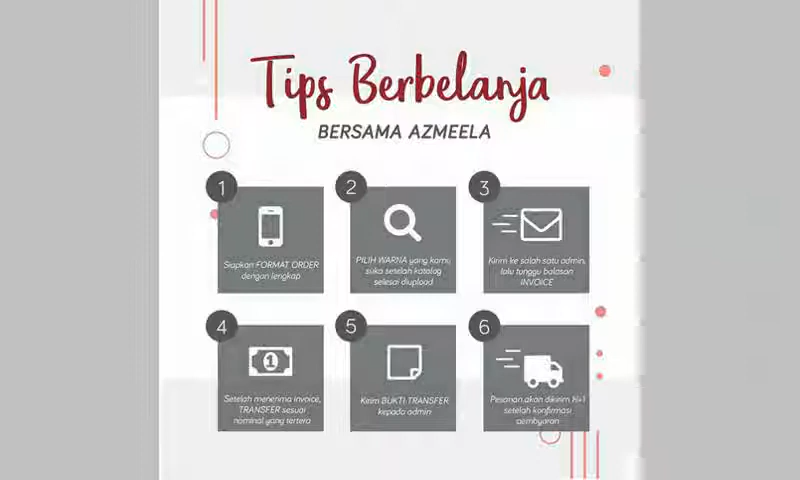 Tips Berbelanja
BERSAMA AZMEELA
1
Siapkan FORMAT ORDER
dengan lengkap
2
PILIH WARNA yang kamu
suka setelah katalog
selesai diupload
3
Kirim ke salah satu admin,
lalu tunggu balasan
INVOICE
4
Setelah menerima invoice,
TRANSFER sesuai
nominal yang tertera
5
Kirim BUKTI TRANSFER
kepada admin
6
Pesanan akan dikirim H+1
setelah konfirmasi
pembyaran